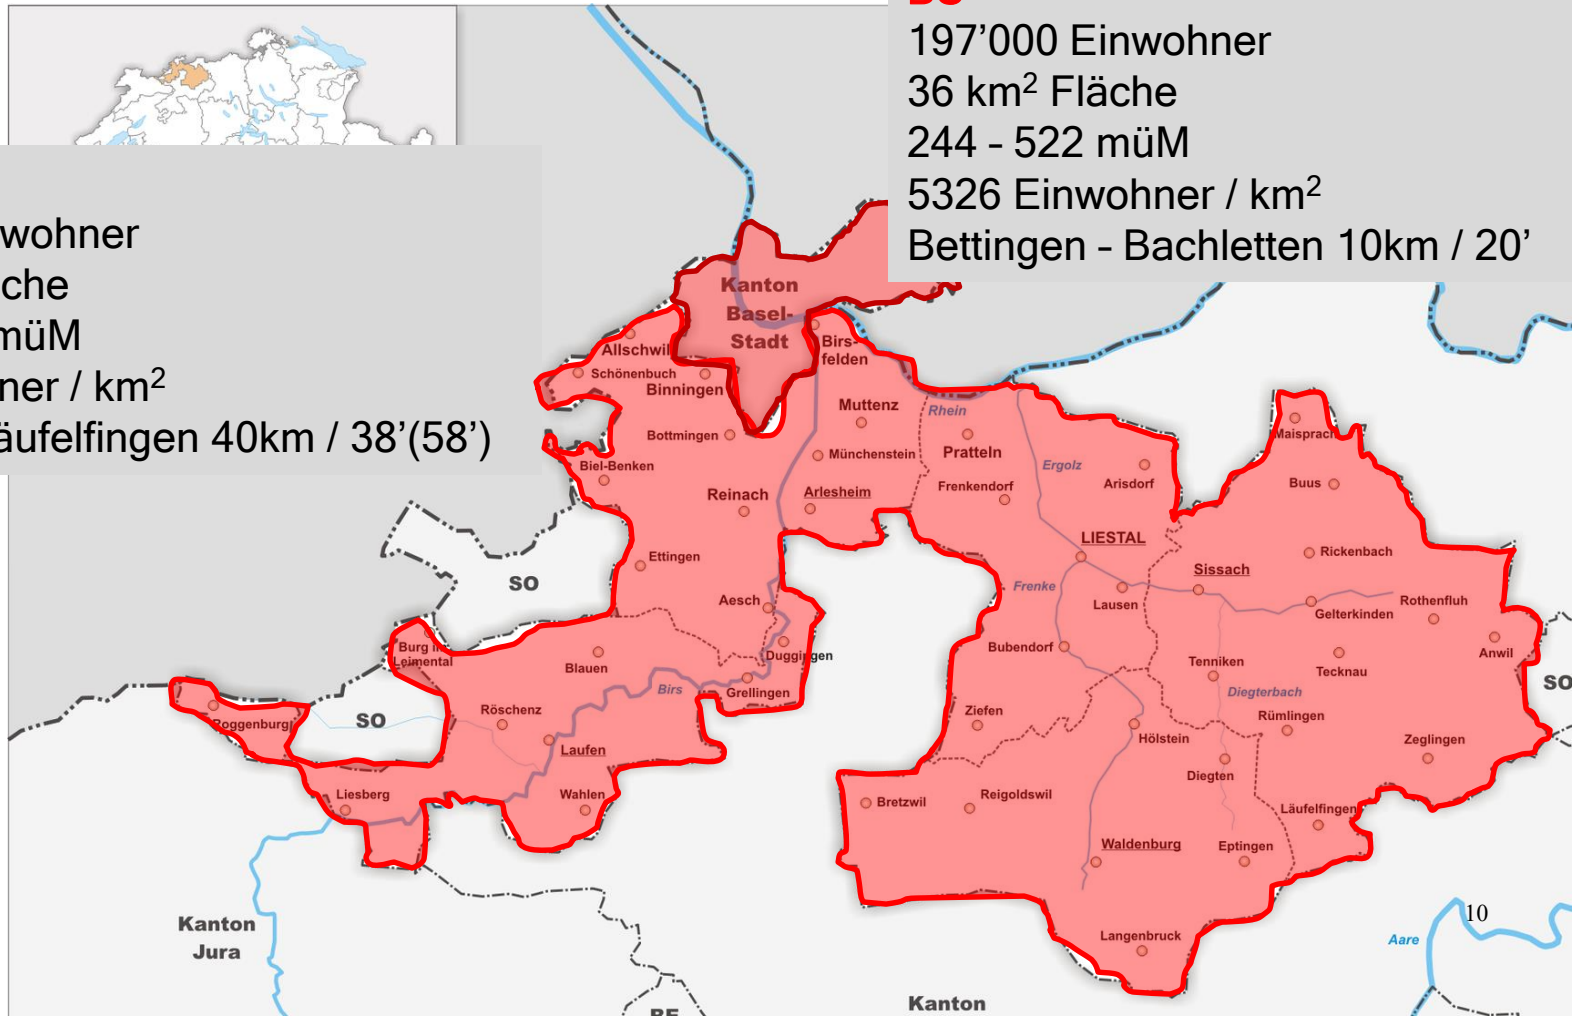 197’000 Einwohner
36 km² Fläche
244 - 522 müM
5326 Einwohner / km²
Bettingen - Bachletten 10km / 20’
wohner
che
müM
ner / km²
äufelfingen 40km / 38’(58’)
Kanton
Basel-
Stadt
Allschwil
Schönenbuch
Binningen
Birs-
felden
Bottmingen
Muttenz
Rhein
Münchenstein
Pratteln
Biel-Benken
Reinach
Arlesheim
Frenkendorf
Ergolz
Arisdorf
Maisprach
Buus
LIESTAL
Rickenbach
Sissach
Ettingen
SO
Aesch
Frenke
Lausen
Gelterkinden
Rothenfluh
Burg im
Leimental
Blauen
Duggingen
Bubendorf
Tenniken
Tecknau
Anwil
Grellingen
Birs
Diegterbach
SO
Roggenburg
SO
Röschenz
Laufen
Ziefen
Hölstein
Rümlingen
Zeglingen
Diegten
Liesberg
Wahlen
Bretzwil
Reigoldswil
Läufelfingen
Waldenburg
Eptingen
Kanton
Jura
Langenbruck
10
Aare
Kanton